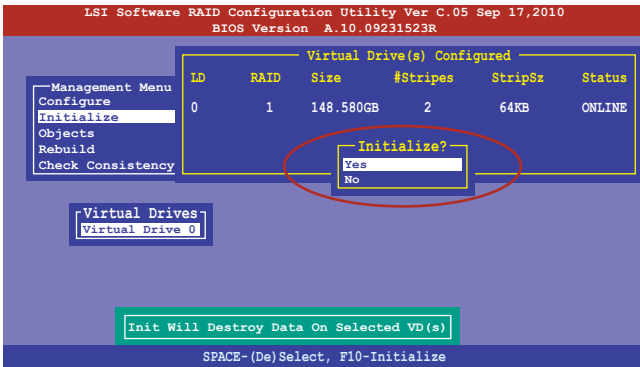 LSI Software RAID Configuration Utility Ver C.05 Sep 17,2010
BIOS Version A.10.09231523R
Virtual Drive(s) Configured
LD RAID Size #Stripes StripSz Status
0 1 148.580GB 2 64KB ONLINE
Management Menu
Configure
Initialize
Objects
Rebuild
Check Consistency
Initialize?
Yes
No
Virtual Drives
Virtual Drive 0
Init Will Destroy Data On Selected VD(s)
SPACE-(De)Select, F10-Initialize